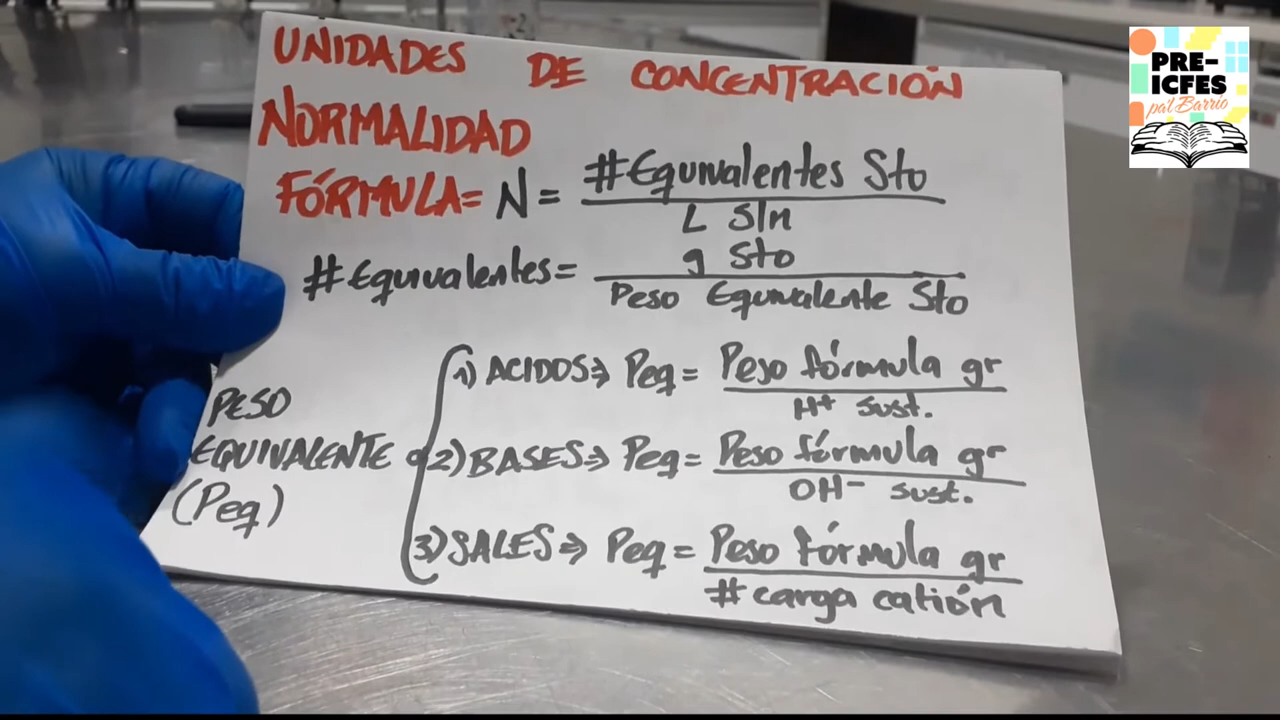 UNIDADES DE CONCENTRACIÓN
NORMALIDAD
FÓRMULA= N = #Equivalentes Sto
L Sln
#Equivalentes= g Sto
Peso Equivalente Sto
PESO
EQUIVALENTE
(Peq)
1) ACIDOS⇒ Peq= Peso fórmula gr
H+ sust.
2) BASES⇒ Peq= Peso fórmula gr
OH- sust.
3) SALES⇒ Peq= Peso fórmula gr
# carga catión
PRE-
ICFES
pa'l Barrio